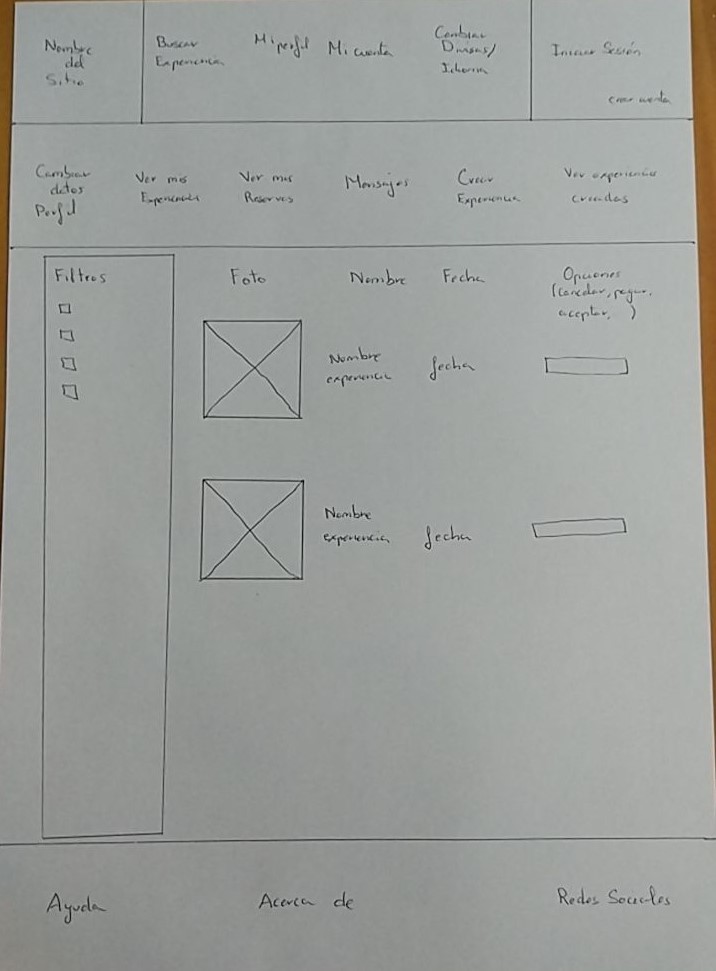 Nombre
del
Sitio
Buscar
Experiencia
Mi perfil
Mi cuenta
Cambiar
Divisas/
Idioma
Iniciar Sesión
crear cuenta
Cambiar
datos
Perfil
Ver mis
Experiencias
Ver mis
Reservas
Mensajes
Crear
Experiencia
Ver experiencias
creadas
Filtros
Foto
Nombre
Fecha
Opciones
(cancelar, pagar,
aceptar, )
Nombre
experiencia
fecha
Nombre
experiencia
fecha
Ayuda
Acerca de
Redes Sociales